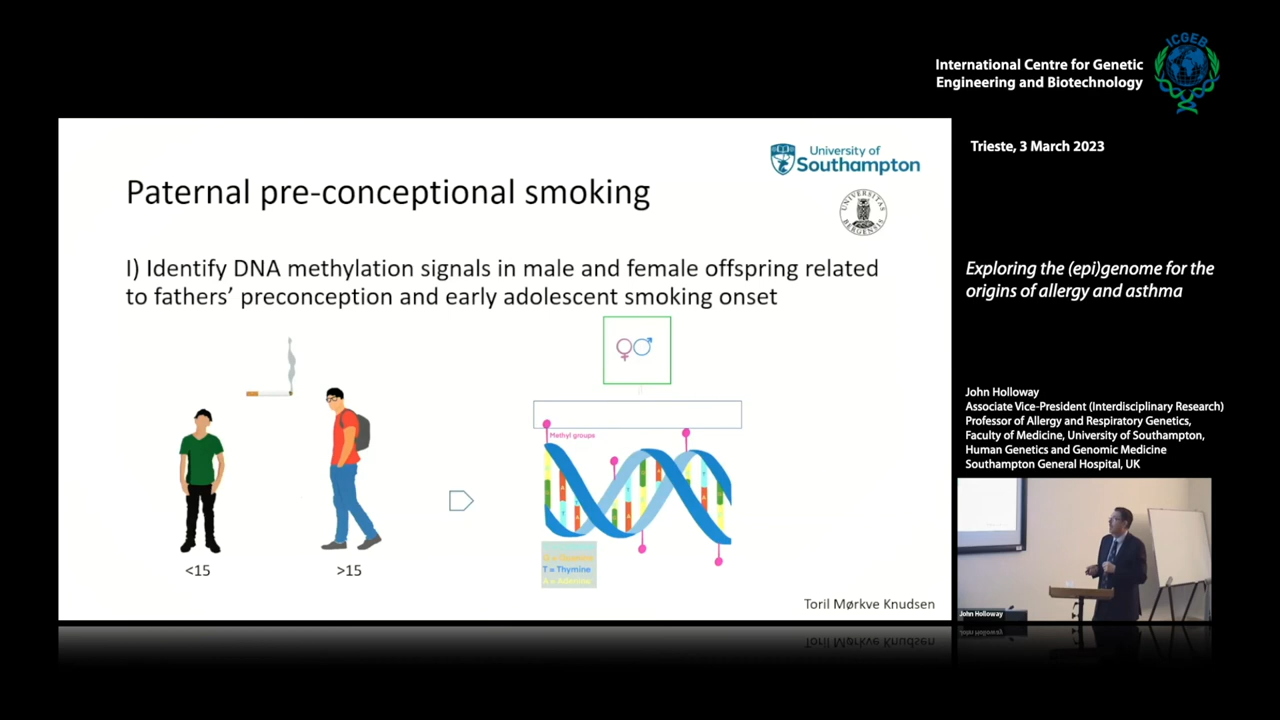 ICGEB
International Centre for Genetic
Engineering and Biotechnology
Trieste, 3 March 2023
University of
Southampton
UNIVERSITAS
BERGENSIS
Paternal pre-conceptional smoking
I) Identify DNA methylation signals in male and female offspring related
to fathers’ preconception and early adolescent smoking onset
Methyl groups
T = Thymine
A = Adenine
<15
>15
Toril Mørkve Knudsen
Exploring the (epi)genome for the
origins of allergy and asthma
John Holloway
Associate Vice-President (Interdisciplinary Research)
Professor of Allergy and Respiratory Genetics,
Faculty of Medicine, University of Southampton,
Human Genetics and Genomic Medicine
Southampton General Hospital, UK
John Holloway